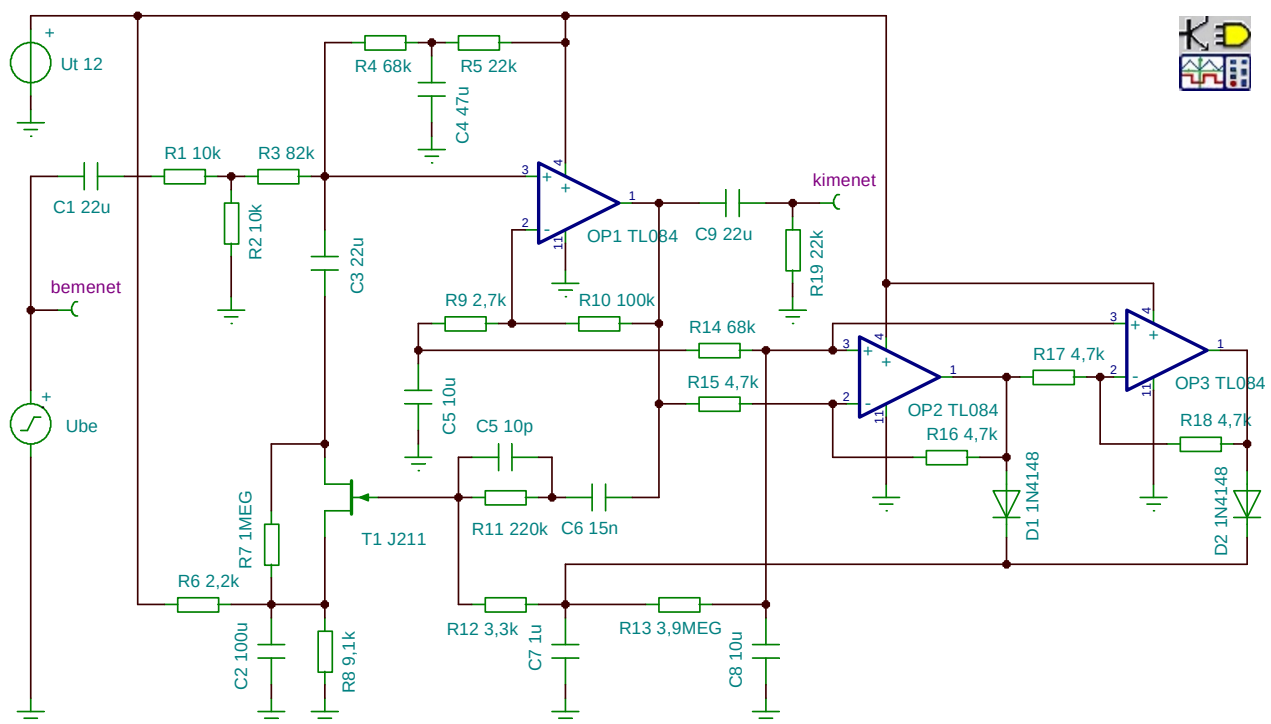 +
Ut 12
R4 68k
R5 22k
C4 47u
R1 10k
R3 82k
C1 22u
R2 10k
C3 22u
3
+
4
+
1
2
-
11
OP1 TL084
C9 22u
kimenet
R19 22k
bemenet
R9 2,7k
R10 100k
R14 68k
R15 4,7k
C5 10u
3
+
4
+
1
2
-
11
OP2 TL084
R17 4,7k
3
+
4
+
1
2
-
11
OP3 TL084
R16 4,7k
R18 4,7k
+
Ube
C5 10p
R11 220k
C6 15n
D1 1N4148
D2 1N4148
R7 1MEG
T1 J211
R6 2,2k
R12 3,3k
R13 3,9MEG
C2 100u
R8 9,1k
C7 1u
C8 10u